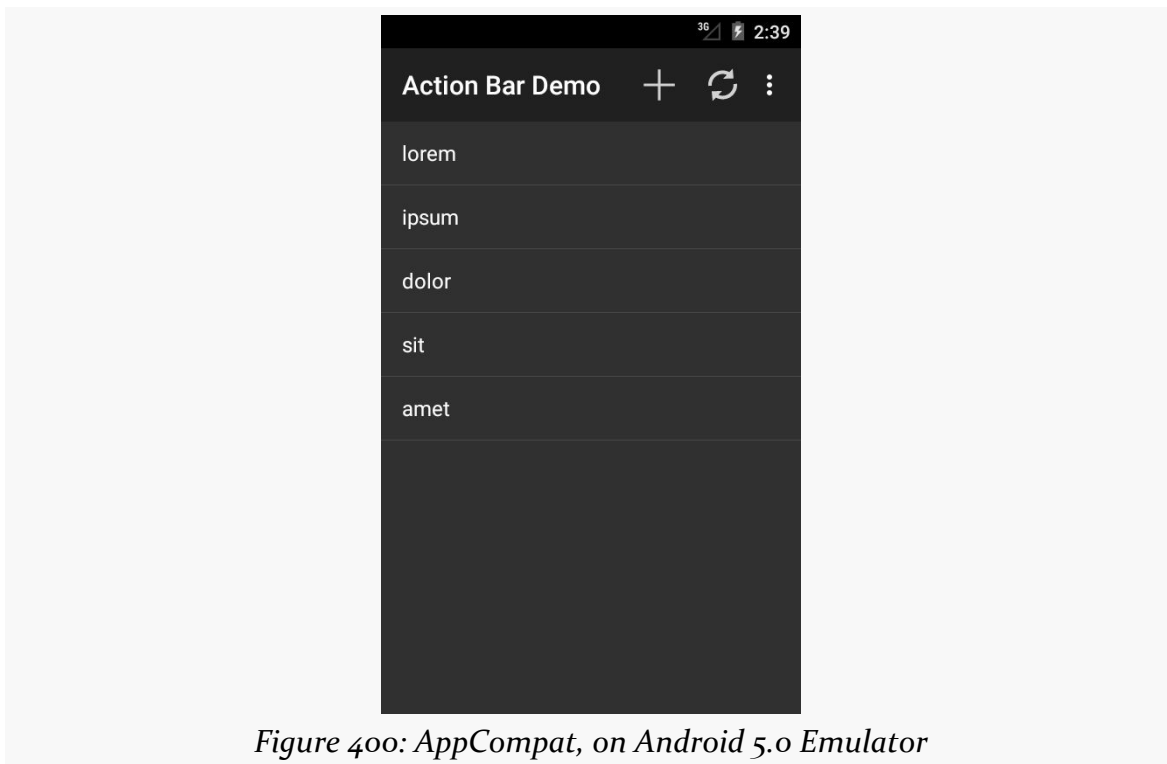 3G 2:39
Action Bar Demo
lorem
ipsum
dolor
sit
amet
Figure 400: AppCompat, on Android 5.0 Emulator